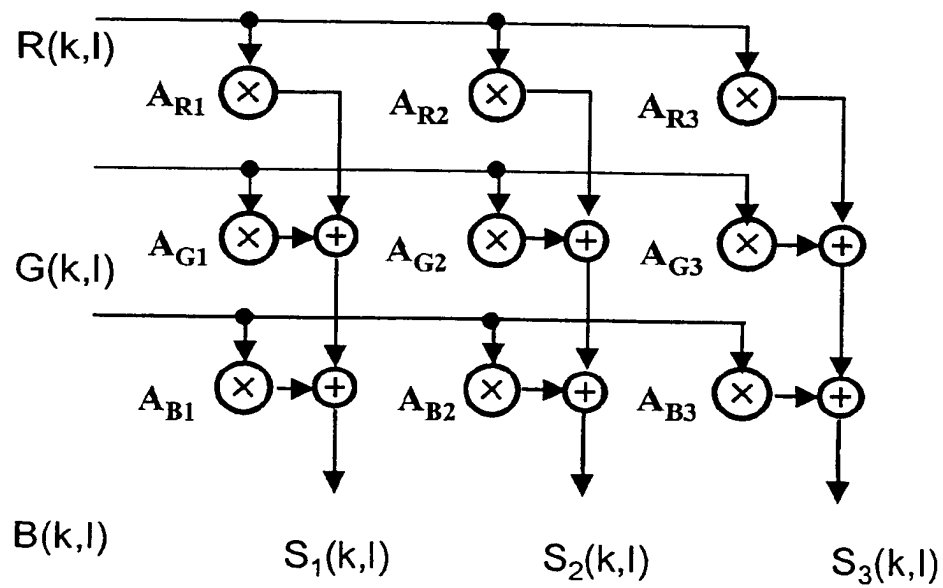 R(k,l)
A_R1 × A_R2 × A_R3 ×
G(k,l)
A_G1 × + A_G2 × + A_G3 × +
A_B1 × + A_B2 × + A_B3 × +
B(k,l)
S_1(k,l) S_2(k,l) S_3(k,l)